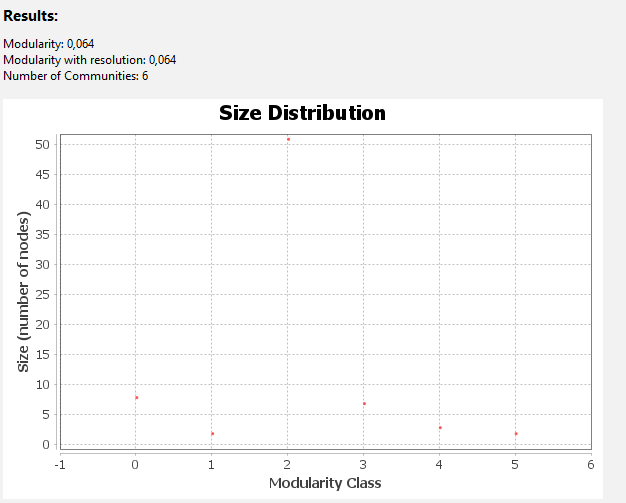 Results:
Modularity: 0,064
Modularity with resolution: 0,064
Number of Communities: 6
Size Distribution
Size (number of nodes)
50
45
40
35
30
25
20
15
10
5
0
-1 0 1 2 3 4 5 6
Modularity Class